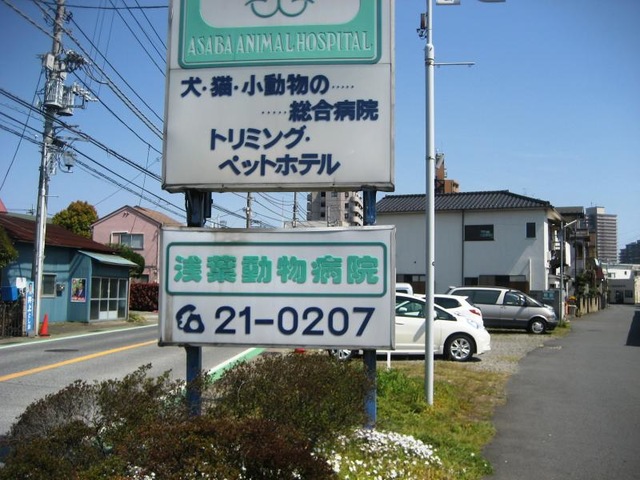 ASABA ANIMAL HOSPITAL
犬・猫・小動物の‥‥‥
‥‥‥総合病院
トリミング・
ペットホテル
浅葉動物病院
21-0207